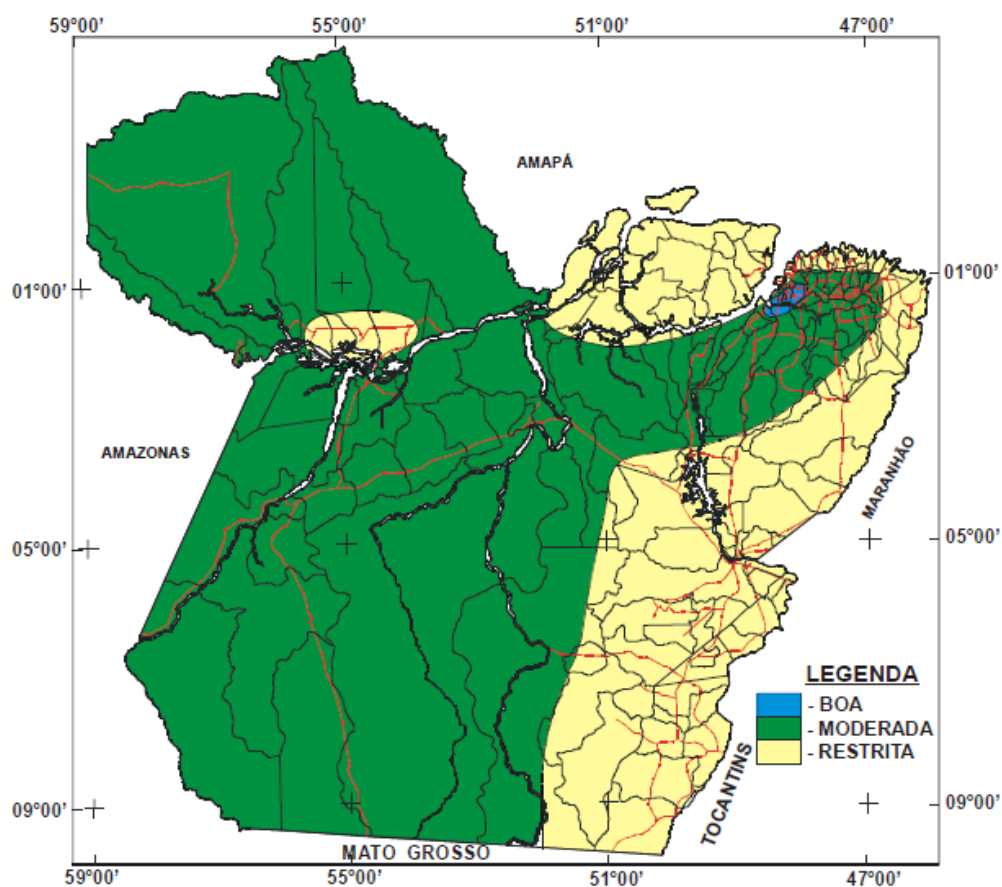 59°00’ 55°00’ 51°00’ 47°00’
AMAPÁ
01°00’ 01°00’
AMAZONAS
MARANHÃO
05°00’ 05°00’
LEGENDA
- BOA
- MODERADA
- RESTRITA
TOCANTINS
09°00’ 09°00’
MATO GROSSO
59°00’ 55°00’ 51°00’ 47°00’